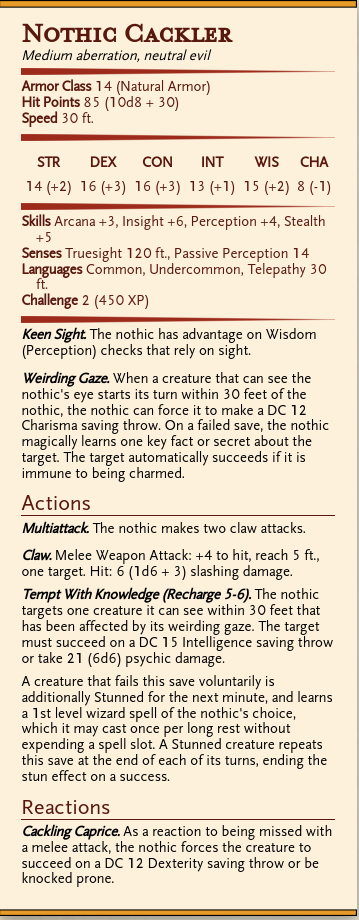 Nothic Cackler
Medium aberration, neutral evil
Armor Class 14 (Natural Armor)
Hit Points 85 (10d8 + 30)
Speed 30 ft.
STR DEX CON INT WIS CHA
14 (+2) 16 (+3) 16 (+3) 13 (+1) 15 (+2) 8 (-1)
Skills Arcana +3, Insight +6, Perception +4, Stealth
+5
Senses Truesight 120 ft., Passive Perception 14
Languages Common, Undercommon, Telepathy 30
ft.
Challenge 2 (450 XP)
Keen Sight. The nothic has advantage on Wisdom
(Perception) checks that rely on sight.
Weirding Gaze. When a creature that can see the
nothic's eye starts its turn within 30 feet of the
nothic, the nothic can force it to make a DC 12
Charisma saving throw. On a failed save, the nothic
magically learns one key fact or secret about the
target. The target automatically succeeds if it is
immune to being charmed.
Actions
Multiattack. The nothic makes two claw attacks.
Claw. Melee Weapon Attack: +4 to hit, reach 5 ft.,
one target. Hit: 6 (1d6 + 3) slashing damage.
Tempt With Knowledge (Recharge 5-6). The nothic
targets one creature it can see within 30 feet that
has been affected by its weirding gaze. The target
must succeed on a DC 15 Intelligence saving throw
or take 21 (6d6) psychic damage.
A creature that fails this save voluntarily is
additionally Stunned for the next minute, and learns
a 1st level wizard spell of the nothic's choice,
which it may cast once per long rest without
expending a spell slot. A Stunned creature repeats
this save at the end of each of its turns, ending the
stun effect on a success.
Reactions
Cackling Caprice. As a reaction to being missed with
a melee attack, the nothic forces the creature to
succeed on a DC 12 Dexterity saving throw or be
knocked prone.